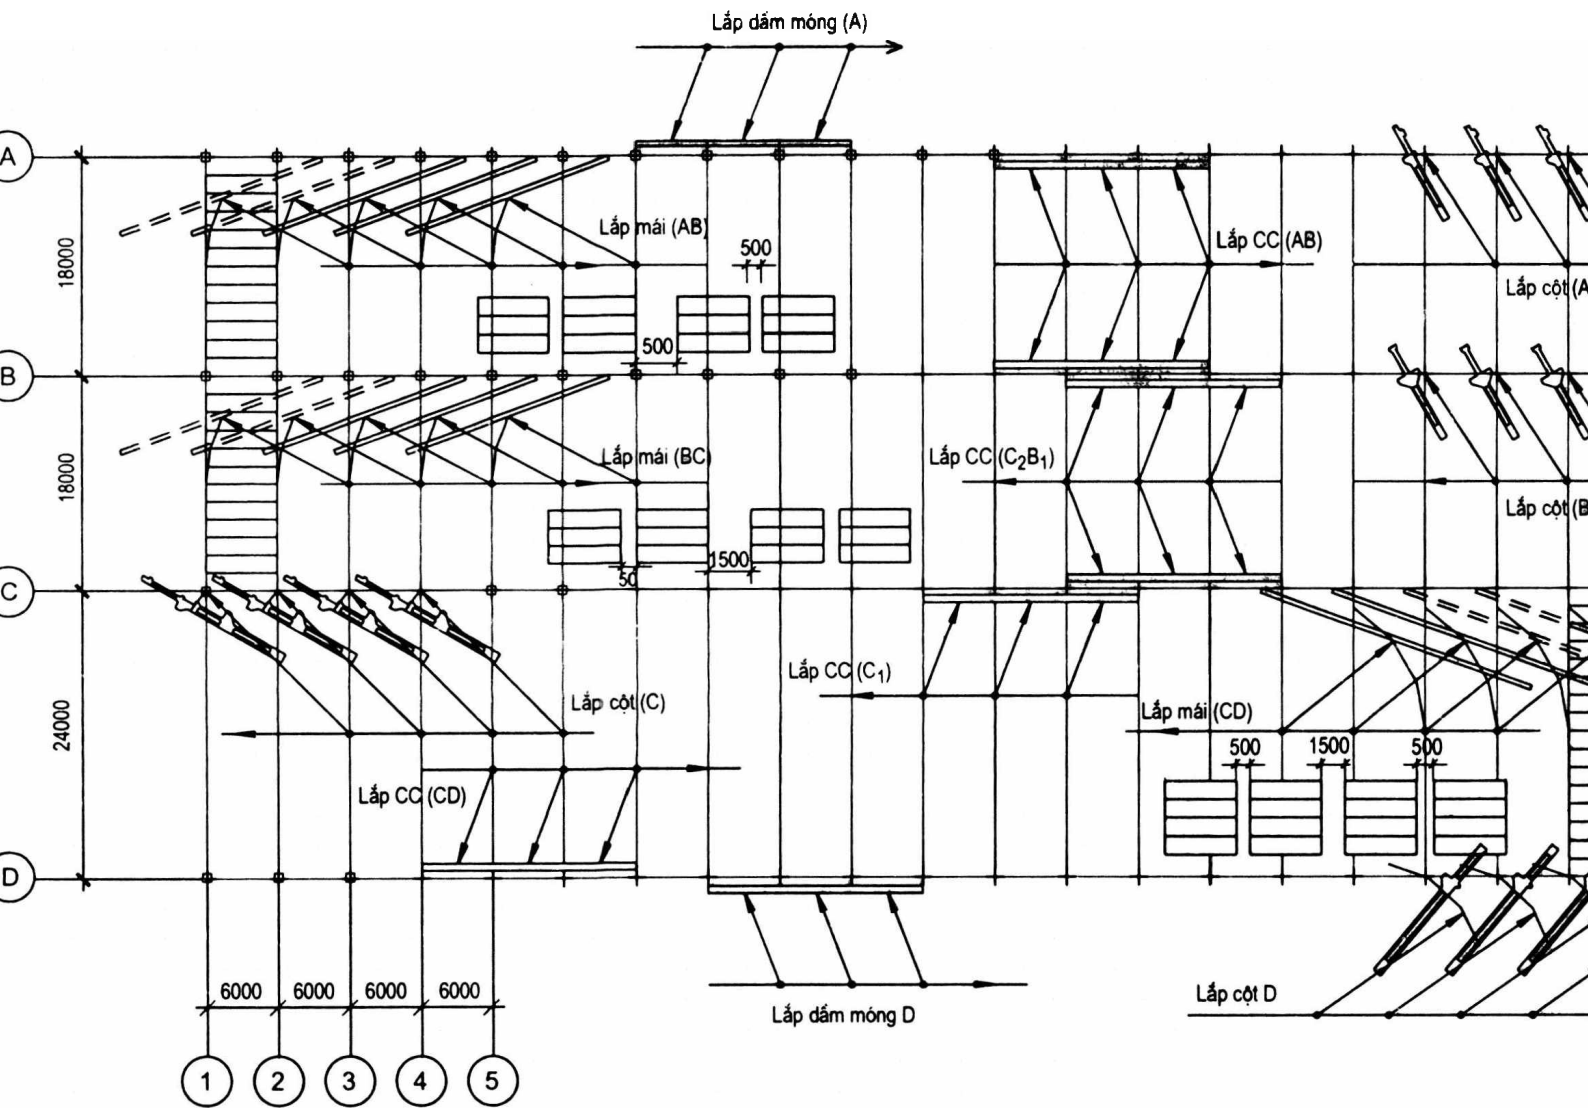 Lắp dầm móng (A)
A
Lắp mái (AB)
500
Lắp CC (AB)
18000
Lắp cột (A
500
B
Lắp mái (BC)
Lắp CC (C₂B₁)
18000
Lắp cột (B
1500
50
C
Lắp CC (C₁)
Lắp cột (C)
Lắp mái (CD)
24000
500
1500
500
Lắp CC (CD)
D
6000
6000
6000
6000
Lắp dầm móng D
Lắp cột D
1
2
3
4
5